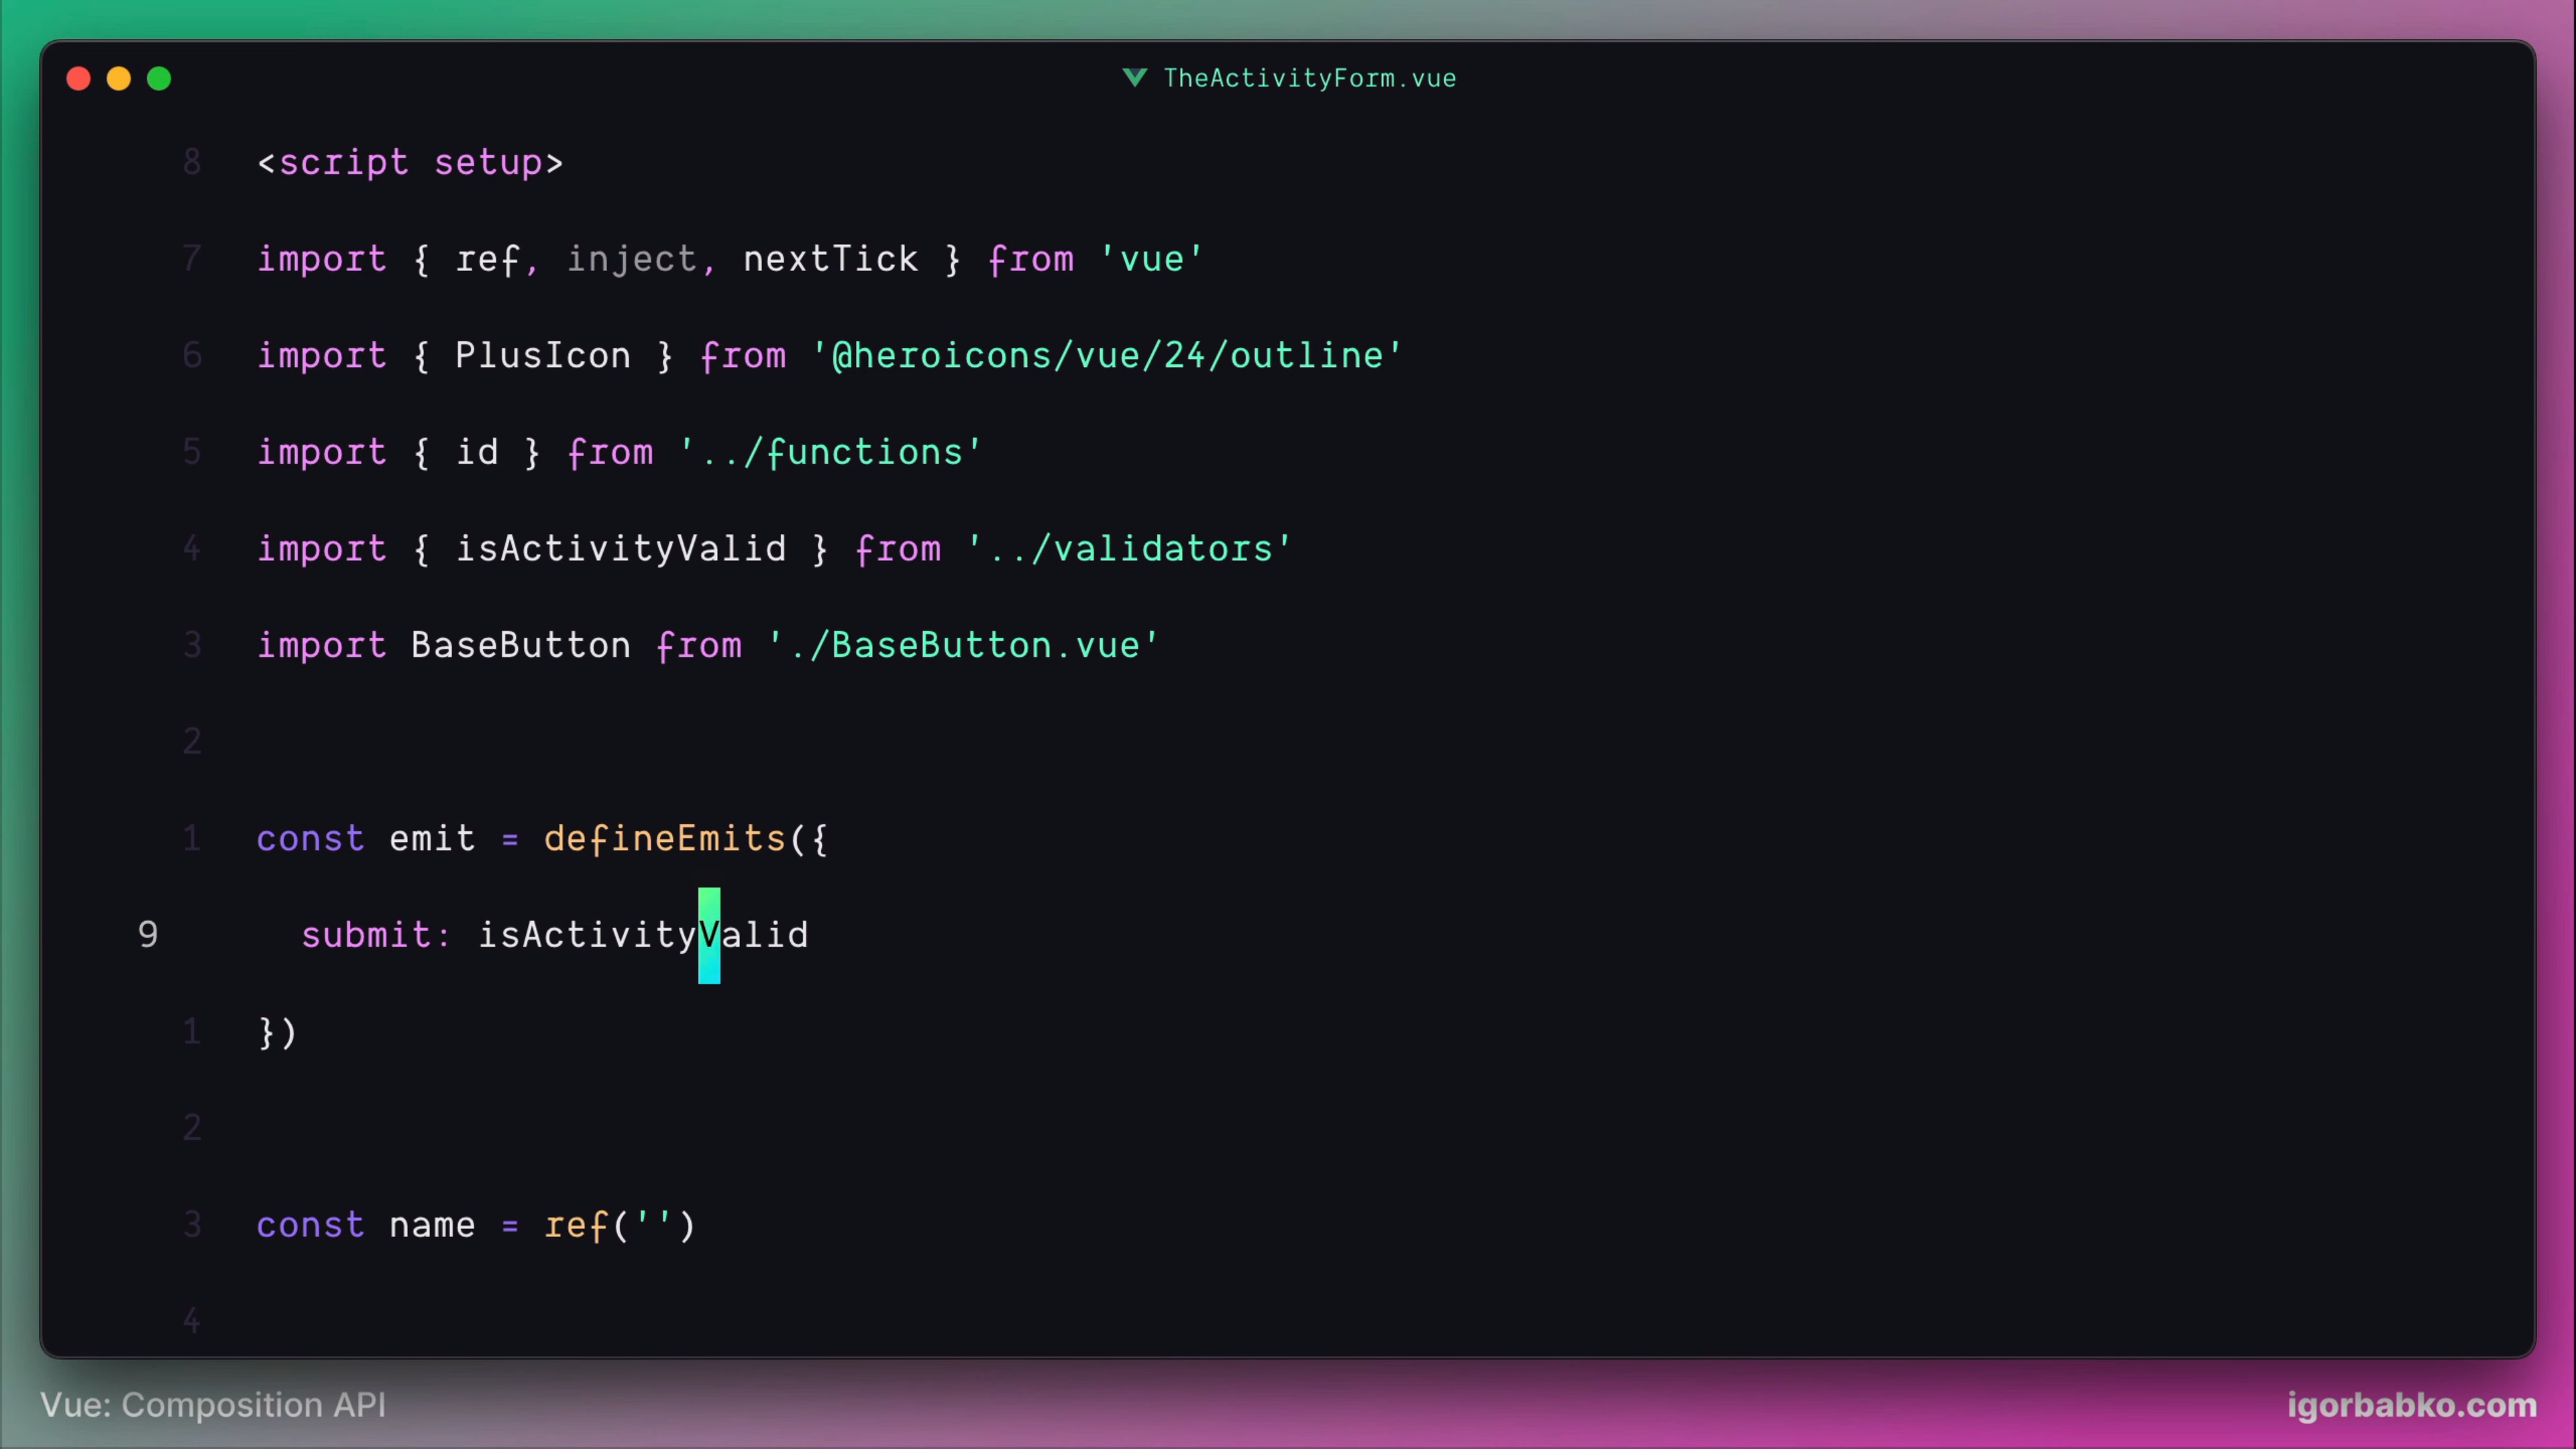 TheActivityForm.vue
8 <script setup>
7 import { ref, inject, nextTick } from 'vue'
6 import { PlusIcon } from '@heroicons/vue/24/outline'
5 import { id } from '../functions'
4 import { isActivityValid } from '../validators'
3 import BaseButton from './BaseButton.vue'
2
1 const emit = defineEmits({
9 submit: isActivityValid
1 })
2
3 const name = ref('')
4
Vue: Composition API
igorbabko.com